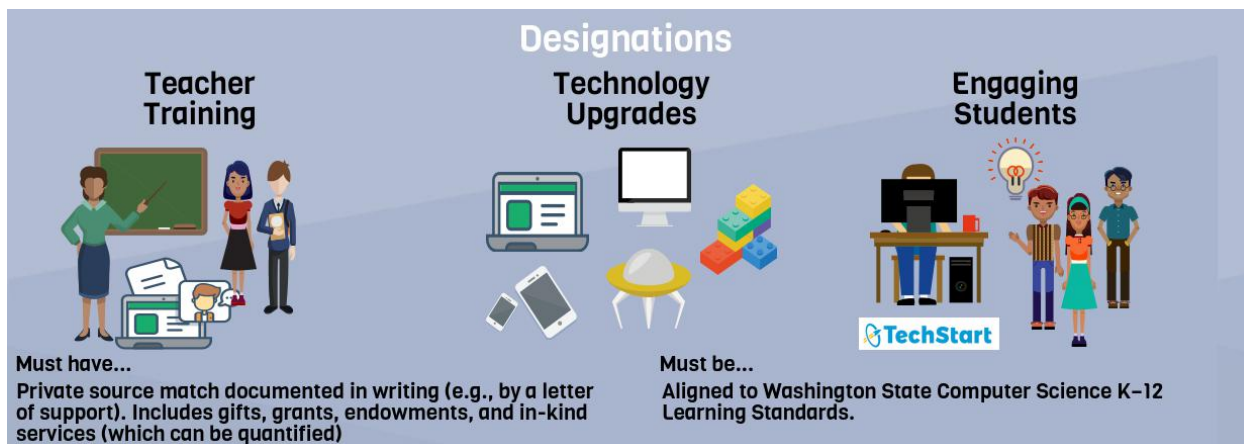 Designations
Teacher
Training
Technology
Upgrades
Engaging
Students
TechStart
Must have...
Private source match documented in writing (e.g., by a letter
of support). Includes gifts, grants, endowments, and in-kind
services (which can be quantified)
Must be...
Aligned to Washington State Computer Science K–12
Learning Standards.